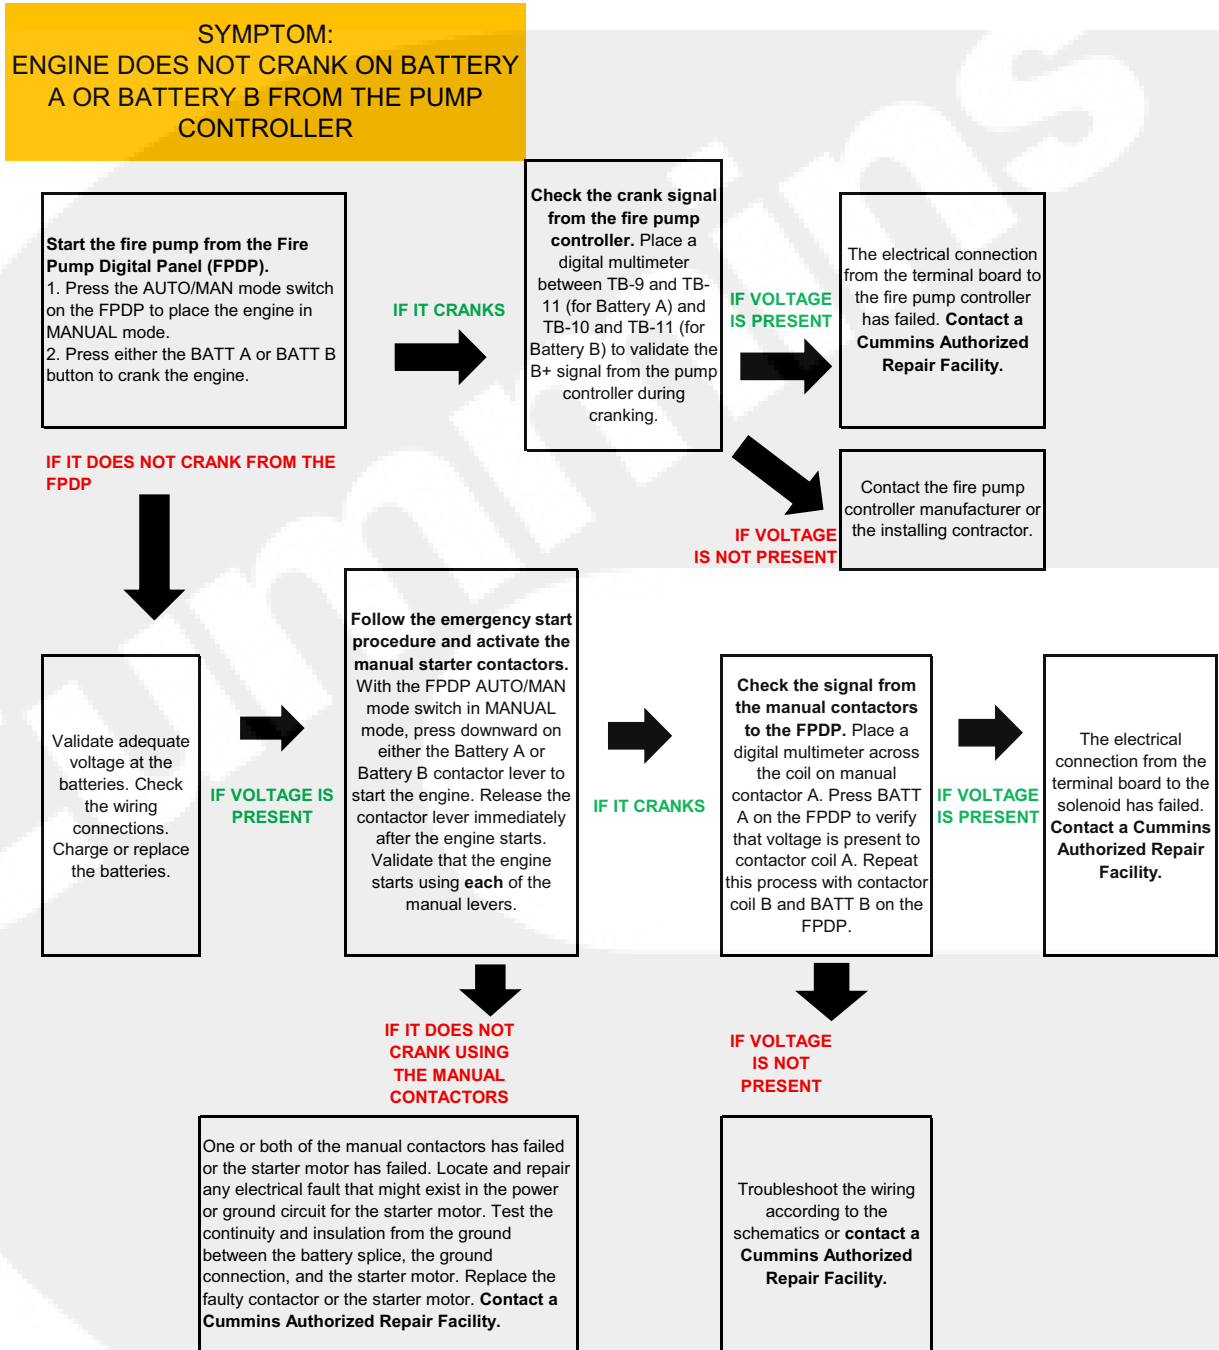 SYMPTOM:
ENGINE DOES NOT CRANK ON BATTERY
A OR BATTERY B FROM THE PUMP
CONTROLLER
Start the fire pump from the Fire
Pump Digital Panel (FPDP).
1. Press the AUTO/MAN mode switch
on the FPDP to place the engine in
MANUAL mode.
2. Press either the BATT A or BATT B
button to crank the engine.
IF IT CRANKS
Check the crank signal
from the fire pump
controller. Place a
digital multimeter
between TB-9 and TB-
11 (for Battery A) and
TB-10 and TB-11 (for
Battery B) to validate the
B+ signal from the pump
controller during
cranking.
IF VOLTAGE
IS PRESENT
The electrical connection
from the terminal board to
the fire pump controller
has failed. Contact a
Cummins Authorized
Repair Facility.
IF VOLTAGE
IS NOT PRESENT
Contact the fire pump
controller manufacturer or
the installing contractor.
IF IT DOES NOT CRANK FROM THE
FPDP
Validate adequate
voltage at the
batteries. Check
the wiring
connections.
Charge or replace
the batteries.
IF VOLTAGE IS
PRESENT
Follow the emergency start
procedure and activate the
manual starter contactors.
With the FPDP AUTO/MAN
mode switch in MANUAL
mode, press downward on
either the Battery A or
Battery B contactor lever to
start the engine. Release the
contactor lever immediately
after the engine starts.
Validate that the engine
starts using each of the
manual levers.
IF IT CRANKS
Check the signal from
the manual contactors
to the FPDP. Place a
digital multimeter across
the coil on manual
contactor A. Press BATT
A on the FPDP to verify
that voltage is present to
contactor coil A. Repeat
this process with contactor
coil B and BATT B on the
FPDP.
IF VOLTAGE
IS PRESENT
The electrical
connection from the
terminal board to the
solenoid has failed.
Contact a Cummins
Authorized Repair
Facility.
IF IT DOES NOT
CRANK USING
THE MANUAL
CONTACTORS
One or both of the manual contactors has failed
or the starter motor has failed. Locate and repair
any electrical fault that might exist in the power
or ground circuit for the starter motor. Test the
continuity and insulation from the ground
between the battery splice, the ground
connection, and the starter motor. Replace the
faulty contactor or the starter motor. Contact a
Cummins Authorized Repair Facility.
IF VOLTAGE
IS NOT
PRESENT
Troubleshoot the wiring
according to the
schematics or contact a
Cummins Authorized
Repair Facility.
Cummins